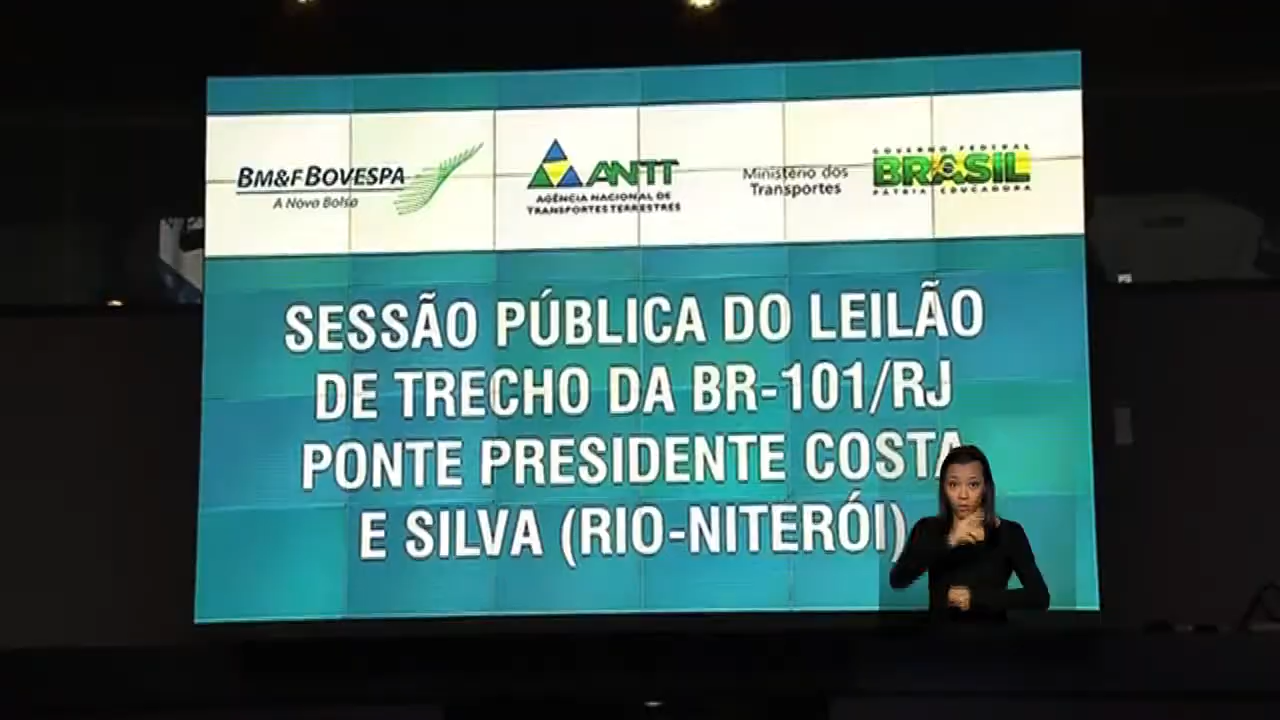 BM&FBOVESPA
A Nova Bolsa
ANTT
AGÊNCIA NACIONAL DE
TRANSPORTES TERRESTRES
Ministério dos
Transportes
GOVERNO FEDERAL
BRASIL
PÁTRIA EDUCADORA
SESSÃO PÚBLICA DO LEILÃO
DE TRECHO DA BR-101/RJ
PONTE PRESIDENTE COSTA
E SILVA (RIO-NITERÓI)